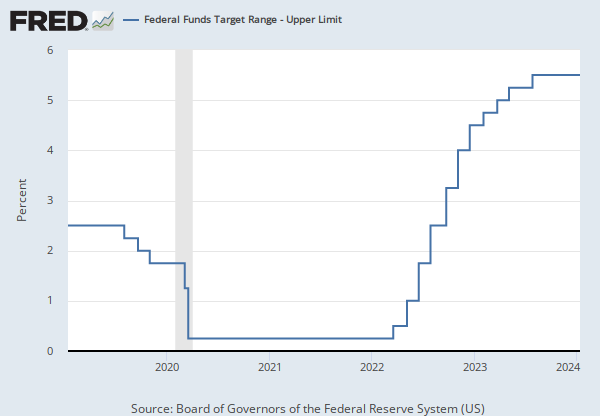 FRED
Federal Funds Target Range - Upper Limit
6
5
4
3
2
1
0
Percent
2020 2021 2022 2023 2024
Source: Board of Governors of the Federal Reserve System (US)